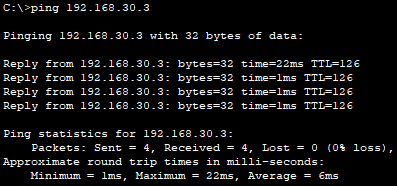 C:\>ping 192.168.30.3
Pinging 192.168.30.3 with 32 bytes of data:
Reply from 192.168.30.3: bytes=32 time=22ms TTL=126
Reply from 192.168.30.3: bytes=32 time=1ms TTL=126
Reply from 192.168.30.3: bytes=32 time=1ms TTL=126
Reply from 192.168.30.3: bytes=32 time=1ms TTL=126
Ping statistics for 192.168.30.3:
Packets: Sent = 4, Received = 4, Lost = 0 (0% loss),
Approximate round trip times in milli-seconds:
Minimum = 1ms, Maximum = 22ms, Average = 6ms